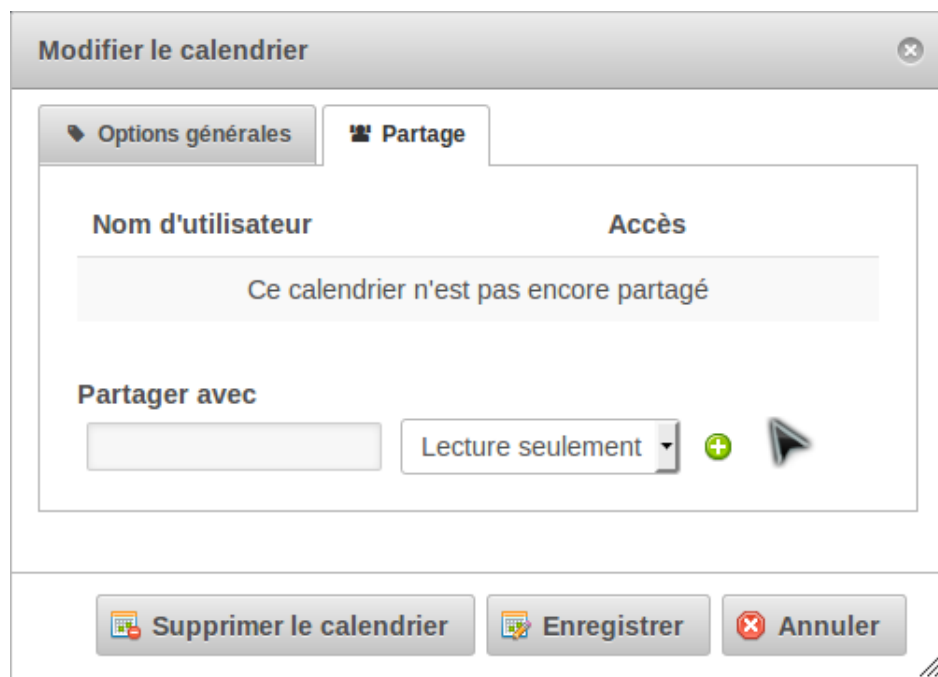 Modifier le calendrier
Options générales Partage
Nom d'utilisateur Accès
Ce calendrier n'est pas encore partagé
Partager avec
Lecture seulement
Supprimer le calendrier Enregistrer Annuler